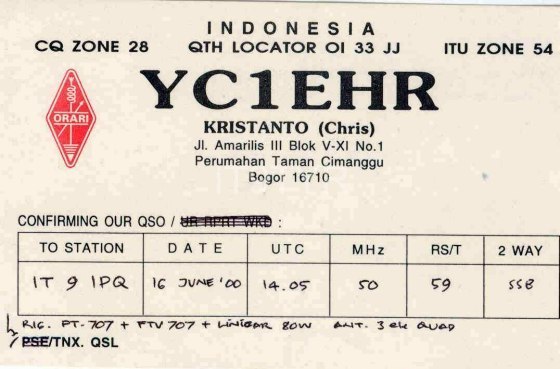 INDONESIA
CQ ZONE 28 QTH LOCATOR OI 33 JJ ITU ZONE 54
YC1EHR
ORARI
KRISTANTO (Chris)
Jl. Amarilis III Blok V-XI No.1
Perumahan Taman Cimanggu
Bogor 16710
CONFIRMING OUR QSO / UR RPRT WKD :
TO STATION DATE UTC MHz RS/T 2 WAY
IT 9 IPQ 16 JUNE '00 14.05 50 59 SSB
RIG. FT-707 + FTV 707 + LINIEAR 80W ANT. 3 ele QUAD
PSE/TNX. QSL